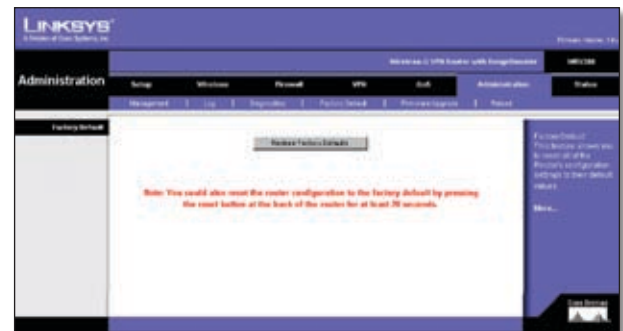 LINKSYS
A Division of Cisco Systems, Inc.
Wireless-G VPN Router with RangeBooster
Administration
Setup Wireless Firewall VPN QoS Administration Status
Management | Log | Diagnostics | Factory Default | Firmware Upgrade | Reboot
Factory Default
Restore Factory Defaults
Note: You could also reset the router configuration to the factory default by pressing
the reset button at the back of the router for at least
seconds.
Factory Default
This feature allows you
to reset all of the
Router's configuration
settings to their default
values.
More...
Cisco Systems